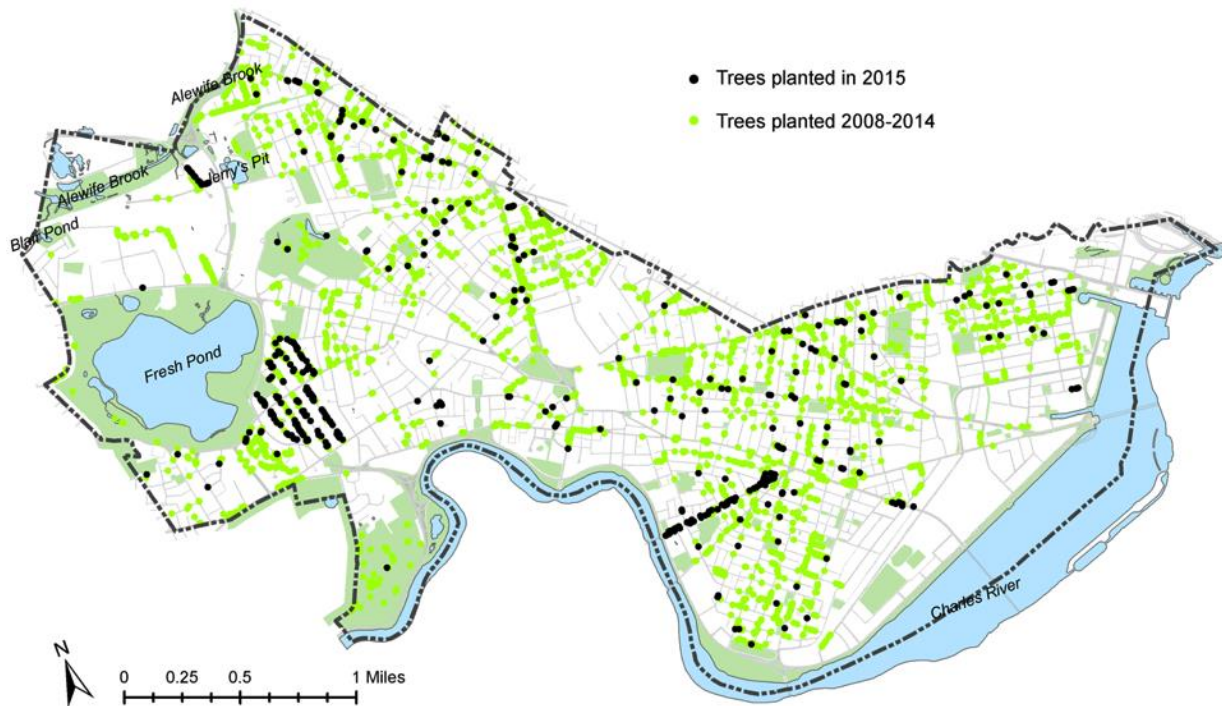 Trees planted in 2015
Trees planted 2008-2014
Alewife Brook
Jerry's Pit
Alewife Brook
Blair Pond
Fresh Pond
Charles River
N
0 0.25 0.5 1 Miles